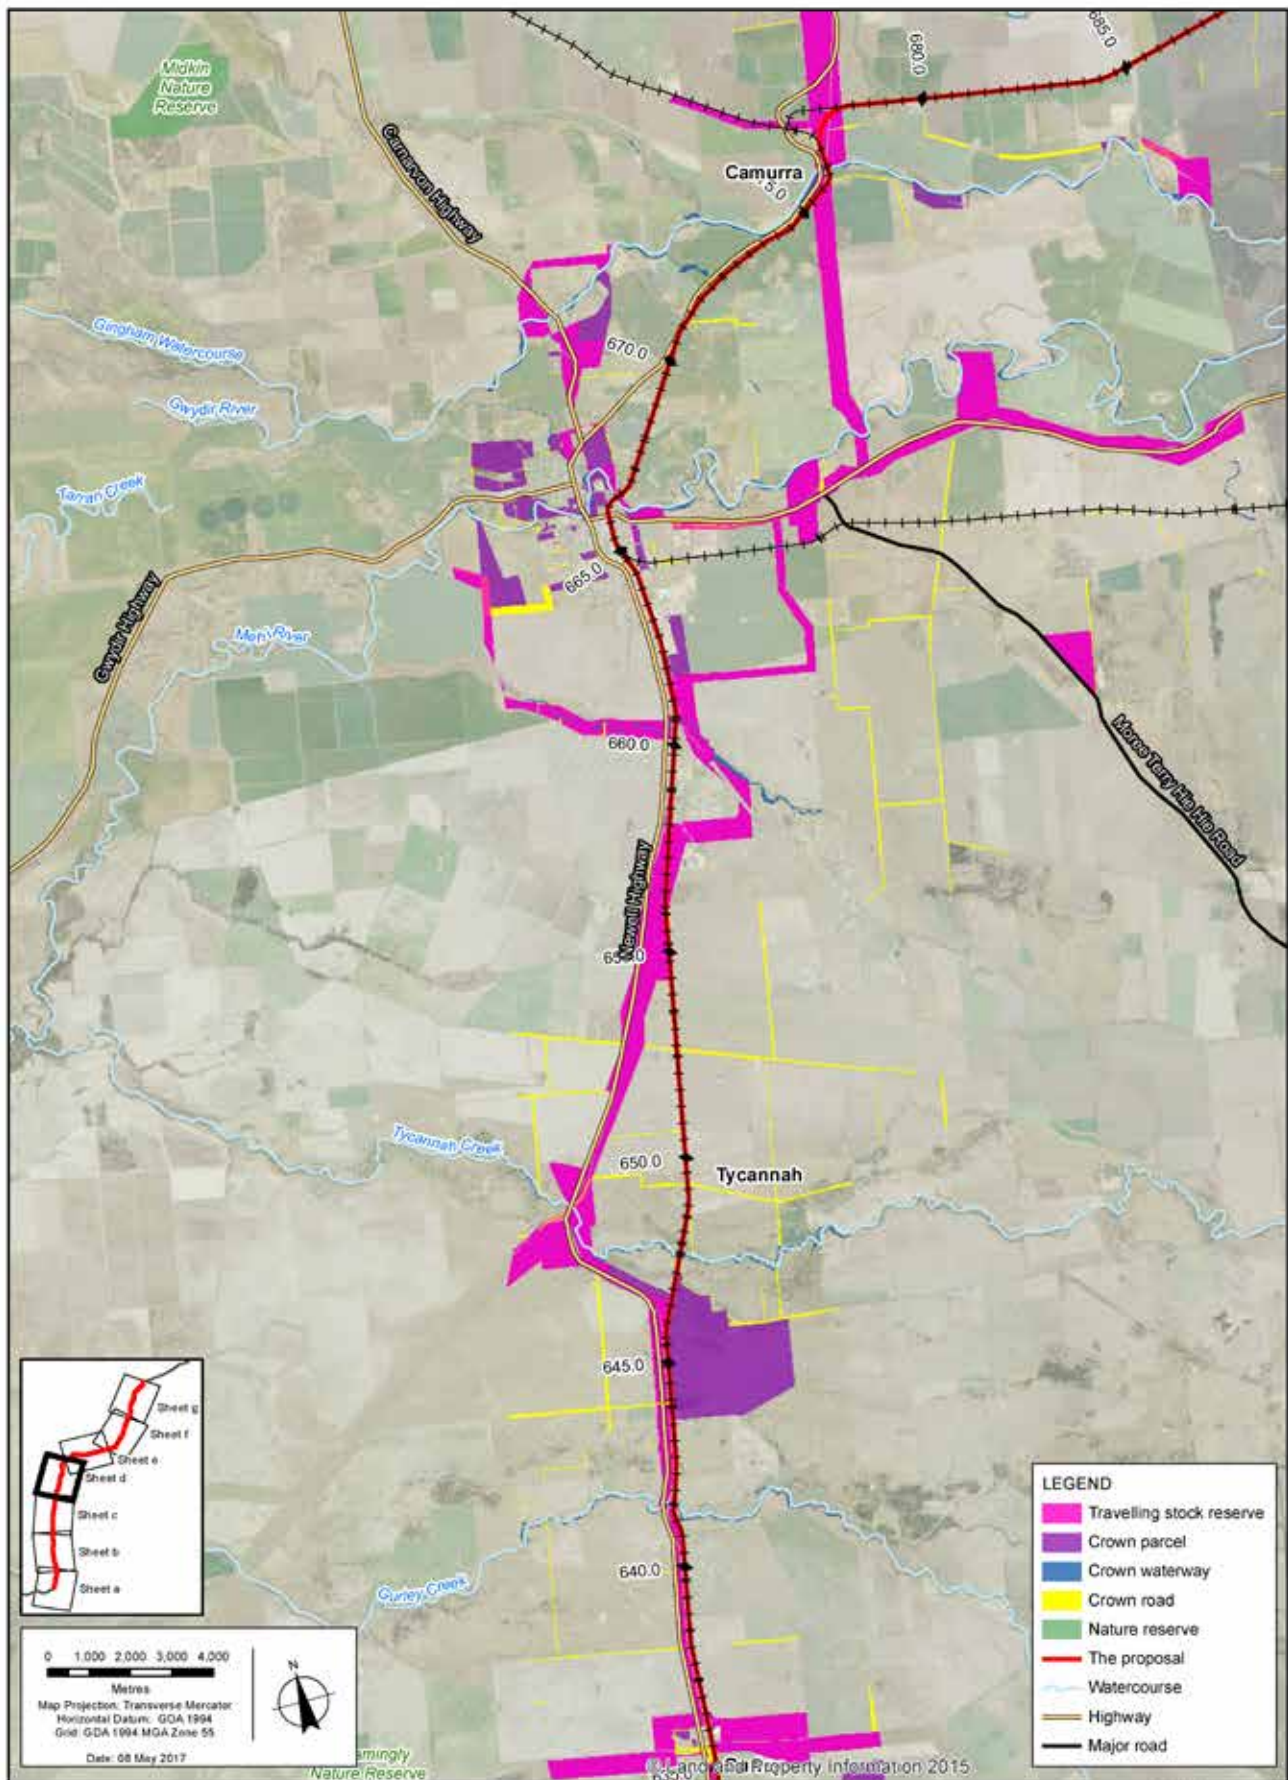 685.0
680.0
Midkin
Nature
Reserve
Carnarvon Highway
Camurra
Gingham Watercourse
670.0
Gwydir River
Tarran Creek
665.0
Gwydir Highway
Mehi River
660.0
Moree Terry Hie Hie Road
Newell Highway
Tycannah Creek
650.0
Tycannah
645.0
Sheet g
Sheet f
Sheet e
Sheet d
Sheet c
Sheet b
Sheet a
640.0
Gurley Creek
LEGEND
Travelling stock reserve
Crown parcel
Crown waterway
Crown road
Nature reserve
The proposal
Watercourse
Highway
Major road
0 1,000 2,000 3,000 4,000
Metres
Map Projection: Transverse Mercator
Horizontal Datum: GDA 1994
Grid: GDA 1994 MGA Zone 55
Date: 08 May 2017
N
Nature Reserve
© Land and Property Information 2015